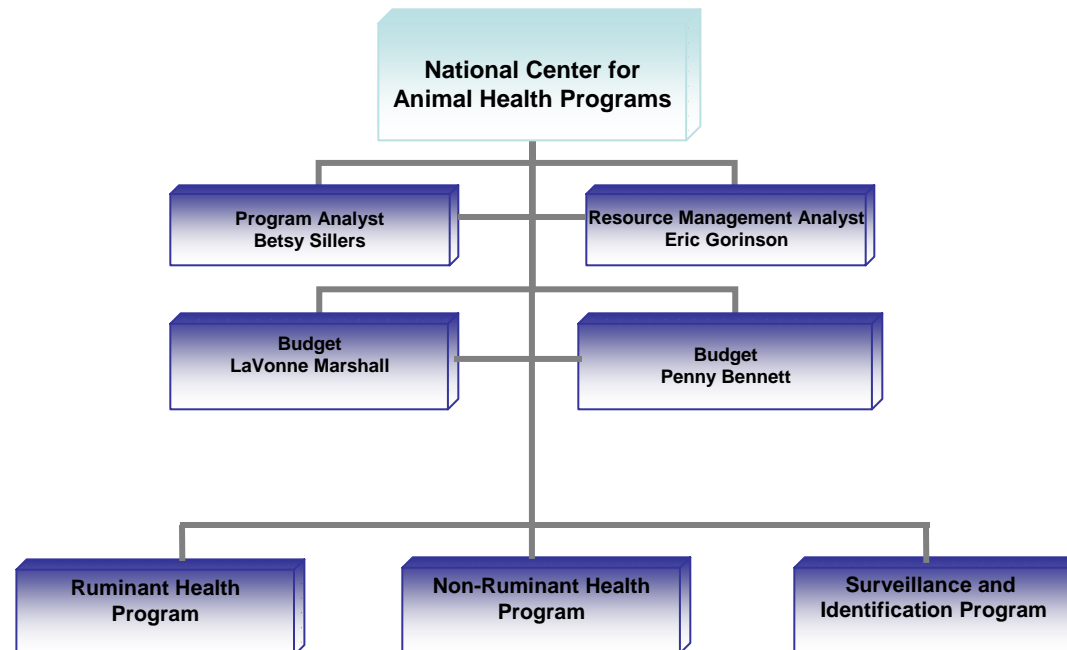 National Center for
Animal Health Programs
Program Analyst
Betsy Sillers
Resource Management Analyst
Eric Gorinson
Budget
LaVonne Marshall
Budget
Penny Bennett
Ruminant Health
Program
Non-Ruminant Health
Program
Surveillance and
Identification Program